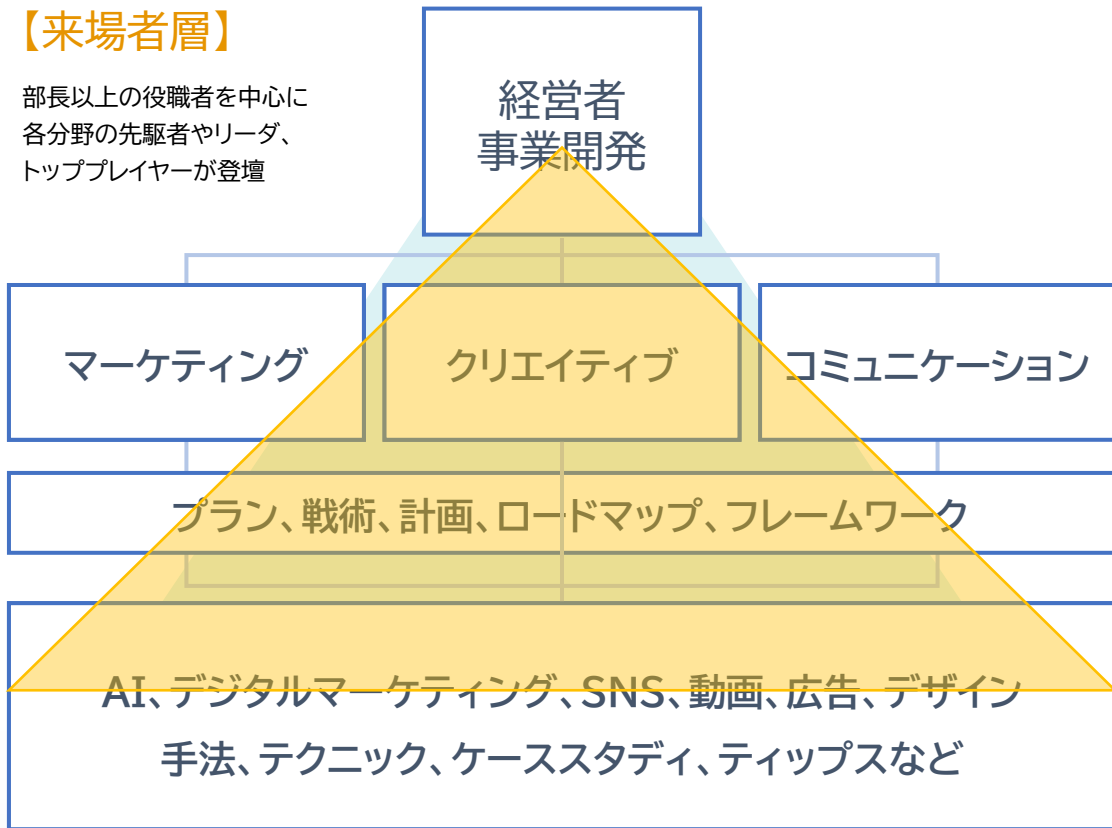 【来場者層】
部長以上の役職者を中心に
各分野の先駆者やリーダ、
トッププレイヤーが登壇
経営者
事業開発
マーケティング
クリエイティブ
コミュニケーション
プラン、戦術、計画、ロードマップ、フレームワーク
AI、デジタルマーケティング、SNS、動画、広告、デザイン
手法、テクニック、ケーススタディ、ティップスなど